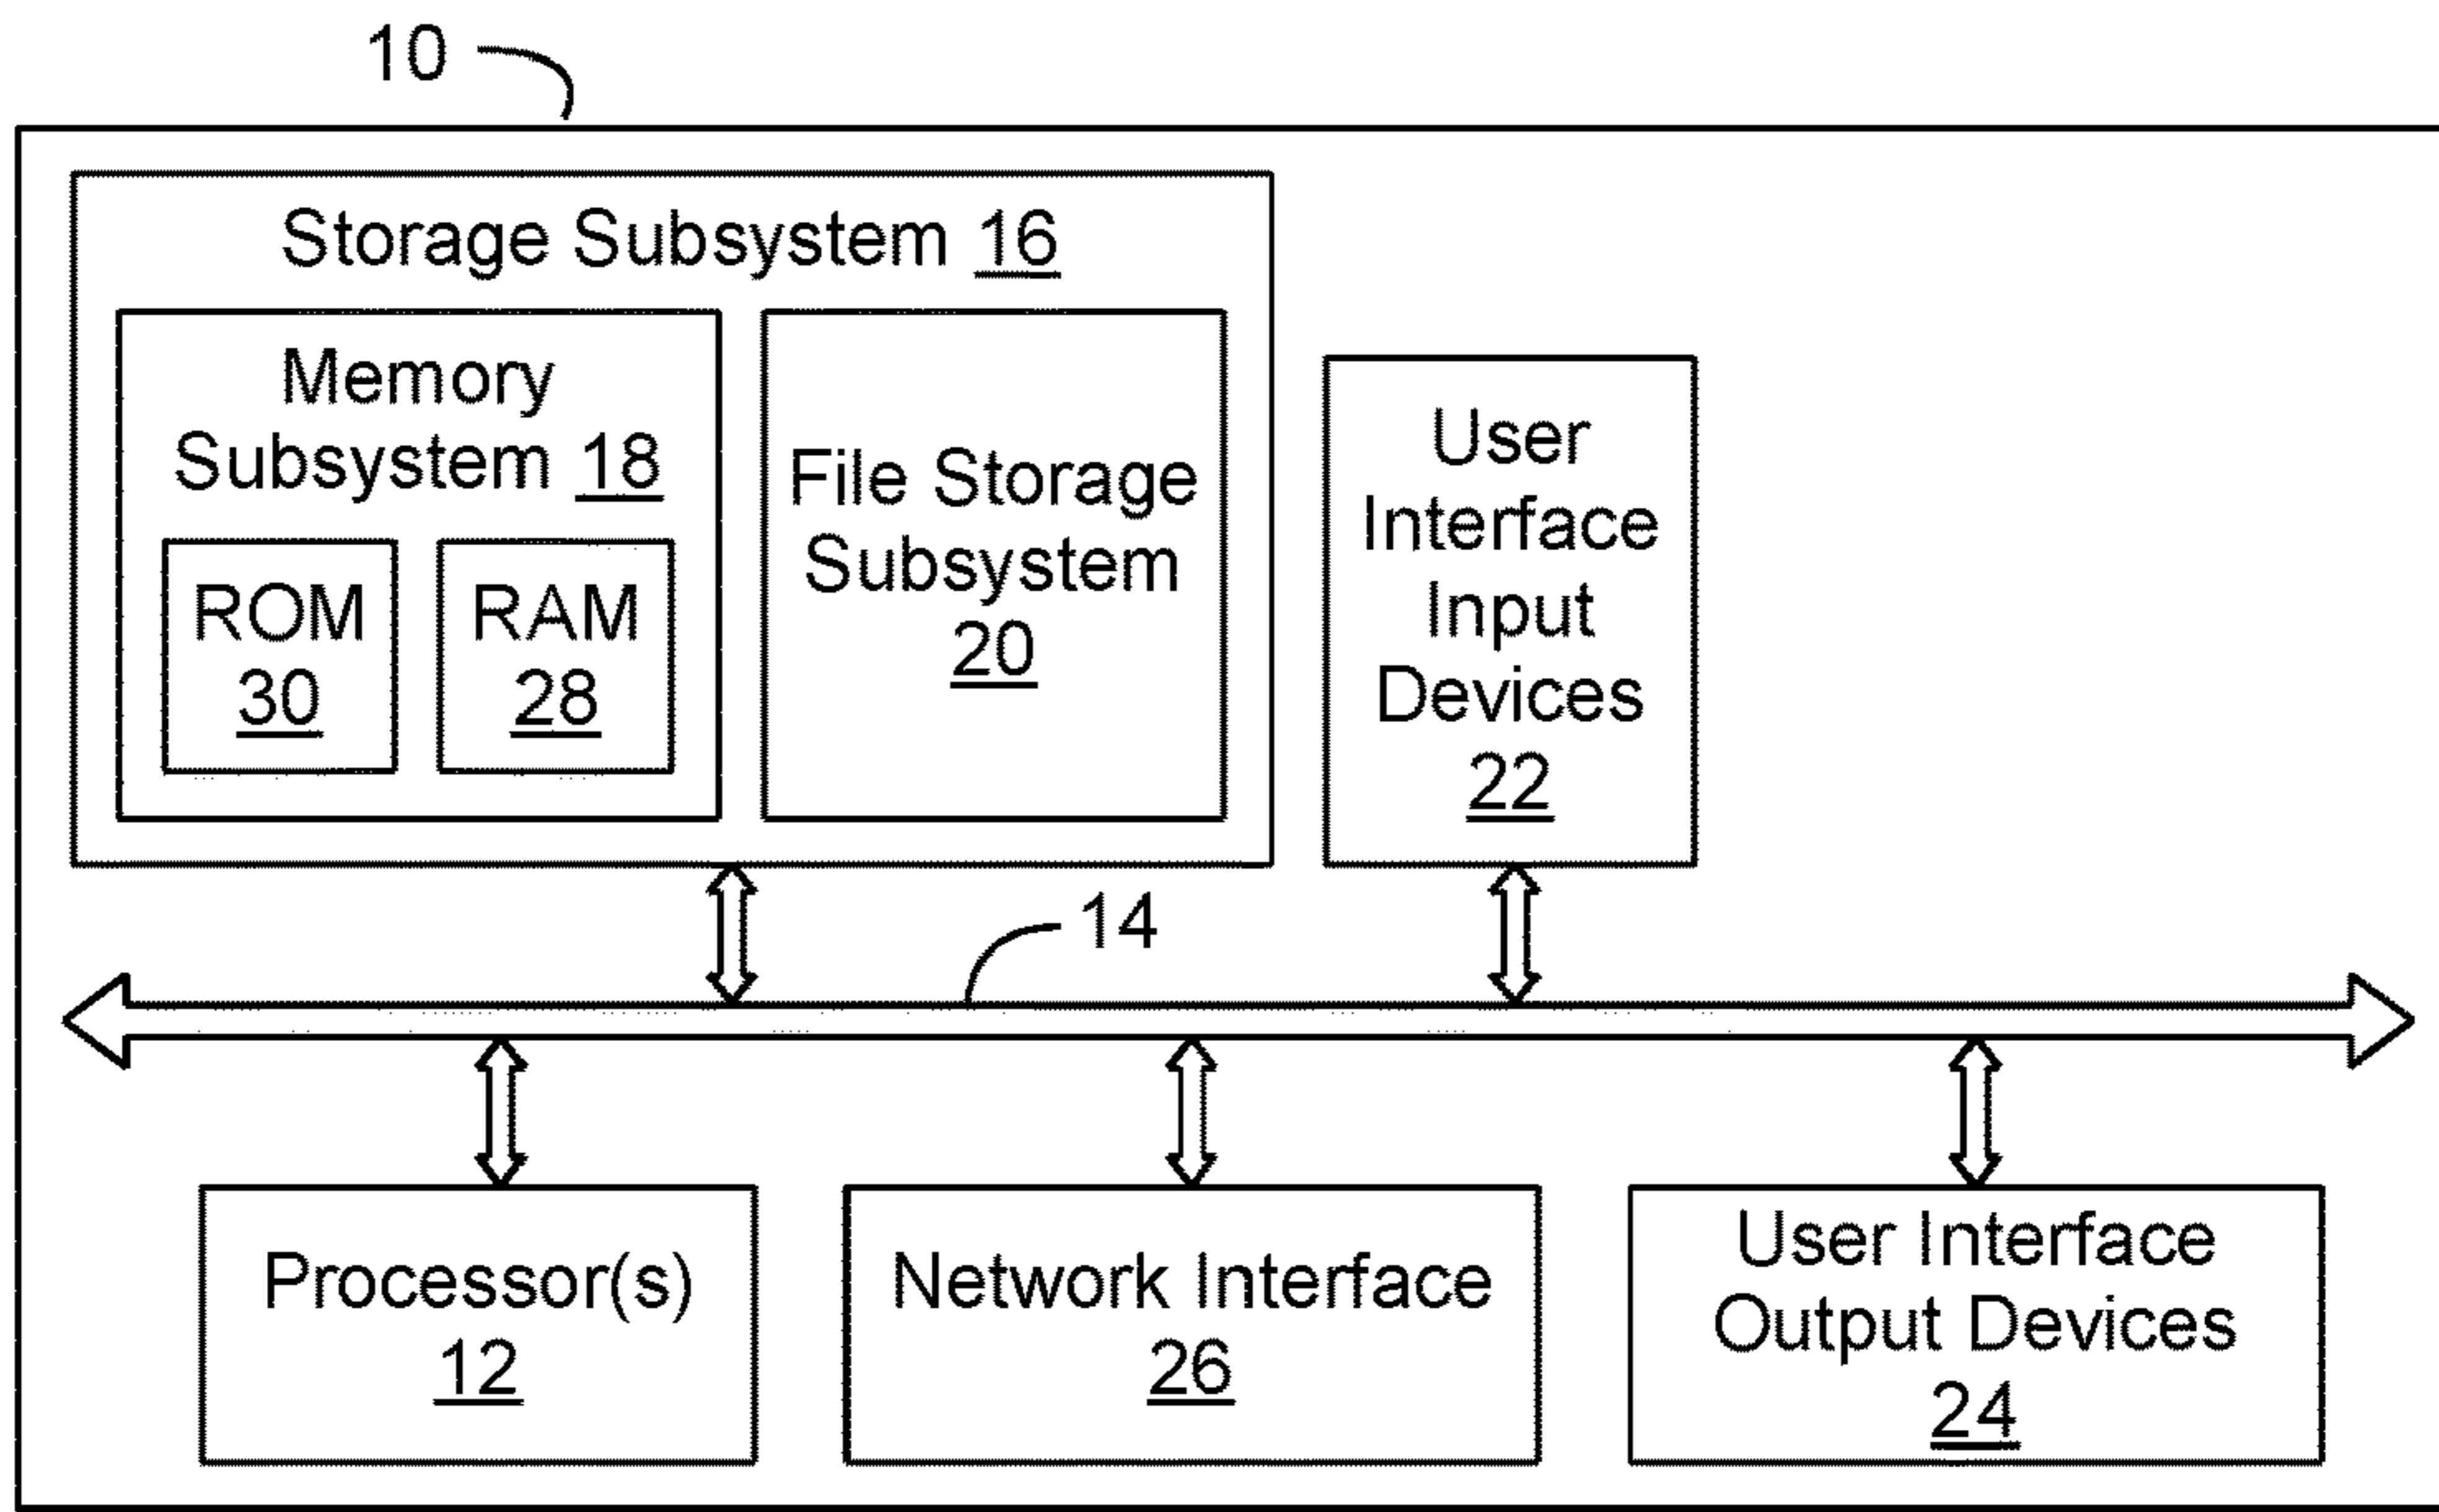 10
Storage Subsystem 16
Memory
Subsystem 18
ROM
30
RAM
28
File Storage
Subsystem
20
User
Interface
Input
Devices
22
14
Processor(s)
12
Network Interface
26
User Interface
Output Devices
24